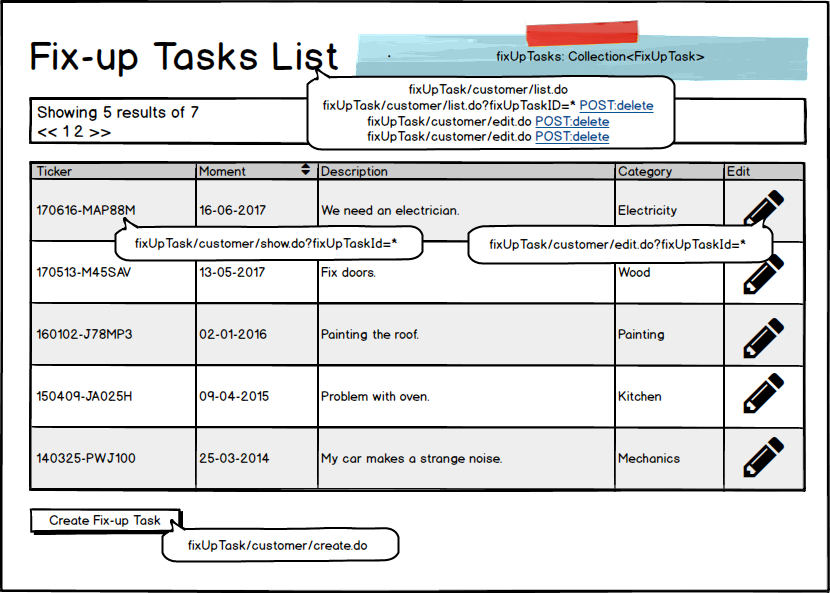 Fix-up Tasks List
fixUpTasks: Collection<FixUpTask>
fixUpTask/customer/list.do
fixUpTask/customer/list.do?fixUpTaskID=* POST:delete
fixUpTask/customer/edit.do POST:delete
fixUpTask/customer/edit.do POST:delete
Showing 5 results of 7
<< 1 2 >>
Ticker Moment Description Category Edit
170616-MAP88M 16-06-2017 We need an electrician. Electricity
fixUpTask/customer/show.do?fixUpTaskId=* fixUpTask/customer/edit.do?fixUpTaskId=*
170513-M45SAV 13-05-2017 Fix doors. Wood
160102-J78MP3 02-01-2016 Painting the roof. Painting
150409-JA025H 09-04-2015 Problem with oven. Kitchen
140325-PWJ100 25-03-2014 My car makes a strange noise. Mechanics
Create Fix-up Task
fixUpTask/customer/create.do